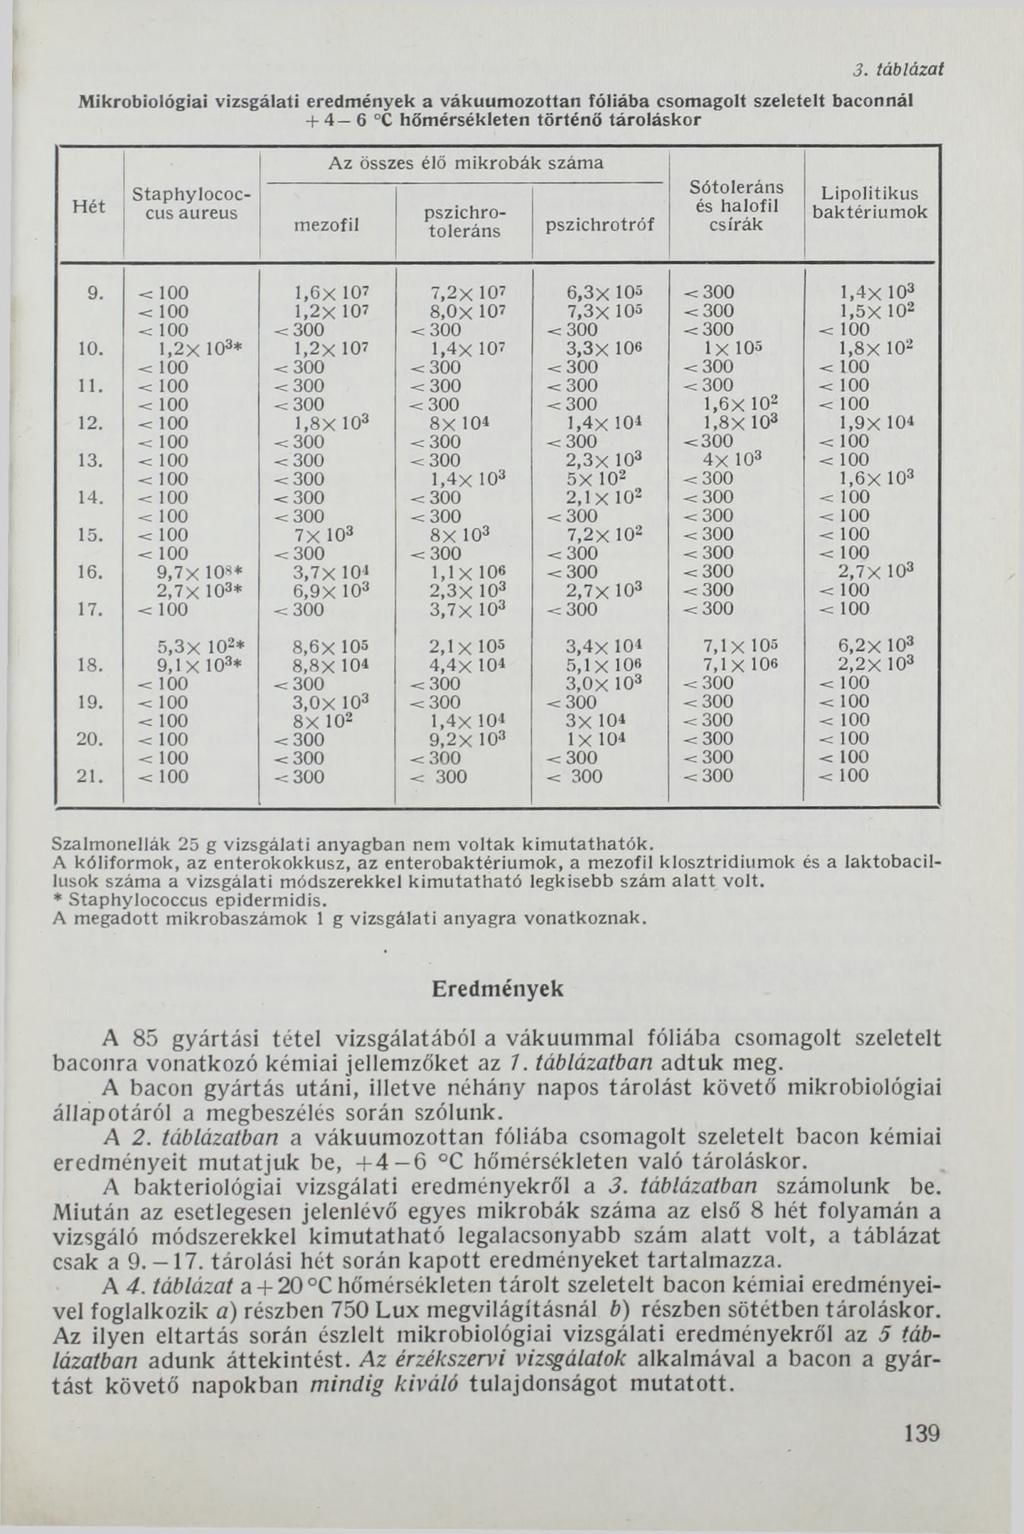 3. táblázat
Mikrobiológiai vizsgálati eredmények a vákuumozottan fóliába csomagolt szeletelt baconnál
+ 4— 6 °C hőmérsékleten történő tároláskor
Hét Staphylococ- Az összes élő mikrobák száma Sótoleráns Lipolitikus
cus aureus mezofil pszichro- pszichrotróf és halofil baktériumok
toleráns csírák
9. < 100 1,6× 10⁷ 7,2× 10⁷ 6,3× 10⁵ < 300 1,4× 10³
< 100 1,2× 10⁷ 8,0× 10⁷ 7,3× 10⁵ < 300 1,5× 10²
< 100 < 300 < 300 < 300 < 300 < 100
10. 1,2× 10³* 1,2× 10⁷ 1,4× 10⁷ 3,3× 10⁶ 1× 10⁵ 1,8× 10²
< 100 < 300 < 300 < 300 < 300 < 100
11. < 100 < 300 < 300 < 300 < 300 < 100
< 100 < 300 < 300 < 300 1,6× 10² < 100
12. < 100 1,8× 10³ 8× 10⁴ 1,4× 10⁴ 1,8× 10³ 1,9× 10⁴
< 100 < 300 < 300 < 300 < 300 < 100
13. < 100 < 300 < 300 2,3× 10³ 4× 10³ < 100
< 100 < 300 1,4× 10³ 5× 10² < 300 1,6× 10³
14. < 100 < 300 < 300 2,1× 10² < 300 < 100
< 100 < 300 < 300 < 300 < 300 < 100
15. < 100 7× 10³ 8× 10³ 7,2× 10² < 300 < 100
< 100 < 300 < 300 < 300 < 300 < 100
16. 9,7× 10⁸* 3,7× 10⁴ 1,1× 10⁶ < 300 < 300 2,7× 10³
2,7× 10³* 6,9× 10³ 2,3× 10³ 2,7× 10³ < 300 < 100
17. < 100 < 300 3,7× 10³ < 300 < 300 < 100
5,3× 10²* 8,6× 10⁵ 2,1× 10⁵ 3,4× 10⁴ 7,1× 10⁵ 6,2× 10³
18. 9,1× 10³* 8,8× 10⁴ 4,4× 10⁴ 5,1× 10⁶ 7,1× 10⁶ 2,2× 10³
< 100 < 300 < 300 3,0× 10³ < 300 < 100
19. < 100 3,0× 10³ < 300 < 300 < 300 < 100
< 100 8× 10² 1,4× 10⁴ 3× 10⁴ < 300 < 100
20. < 100 < 300 9,2× 10³ 1× 10⁴ < 300 < 100
< 100 < 300 < 300 < 300 < 300 < 100
21. < 100 < 300 < 300 < 300 < 300 < 100
Szalmonellák 25 g vizsgálati anyagban nem voltak kimutathatók.
A kóliformok, az enterokokkusz, az enterobaktériumok, a mezofil klosztridiumok és a laktobacil-
lusok száma a vizsgálati módszerekkel kimutatható legkisebb szám alatt volt.
* Staphylococcus epidermidis.
A megadott mikrobaszámok 1 g vizsgálati anyagra vonatkoznak.
Eredmények
A 85 gyártási tétel vizsgálatából a vákuummal fóliába csomagolt szeletelt
baconra vonatkozó kémiai jellemzőket az 1. táblázatban adtuk meg.
A bacon gyártás utáni, illetve néhány napos tárolást követő mikrobiológiai
állapotáról a megbeszélés során szólunk.
A 2. táblázatban a vákuumozottan fóliába csomagolt szeletelt bacon kémiai
eredményeit mutatjuk be, +4—6 °C hőmérsékleten való tároláskor.
A bakteriológiai vizsgálati eredményekről a 3. táblázatban számolunk be.
Miután az esetlegesen jelenlévő egyes mikrobák száma az első 8 hét folyamán a
vizsgáló módszerekkel kimutatható legalacsonyabb szám alatt volt, a táblázat
csak a 9. —17. tárolási hét során kapott eredményeket tartalmazza.
A 4. táblázat a +20 °C hőmérsékleten tárolt szeletelt bacon kémiai eredményei-
vel foglalkozik a) részben 750 Lux megvilágításnál b) részben sötétben tároláskor.
Az ilyen eltartás során észlelt mikrobiológiai vizsgálati eredményekről az 5 táb-
lázatban adunk áttekintést. Az érzékszervi vizsgálatok alkalmával a bacon a gyár-
tást követő napokban mindig kiváló tulajdonságot mutatott.
139